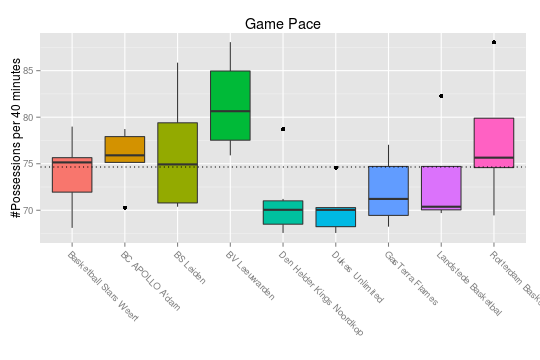 Game Pace
#Possessions per 40 minutes
85
80
75
70
Basketball Stars Weert
BC APOLLO A'dam
BS Leiden
BV Leeuwarden
Den Helder Kings Noordkop
Dukes Unlimited
GasTerra Flames
Landstede Basketbal
Rotterdam Bask